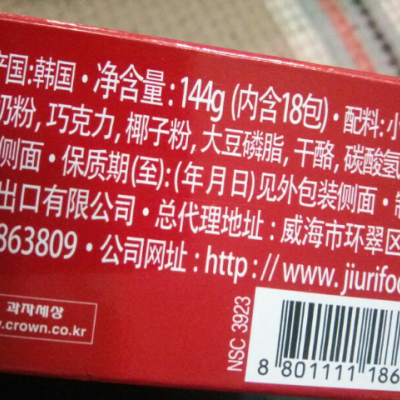 产国:韩国・净含量:144g (内含18包)・配料:小
奶粉, 巧克力, 椰子粉, 大豆磷脂, 干酪, 碳酸氢
侧面・保质期(至):(年月日)见外包装侧面・制
出口有限公司・总代理地址:威海市环翠区
863809・公司网址:http://www.jiurifo
과자세상
w.crown.co.kr
NSC 3923
8 801111 186